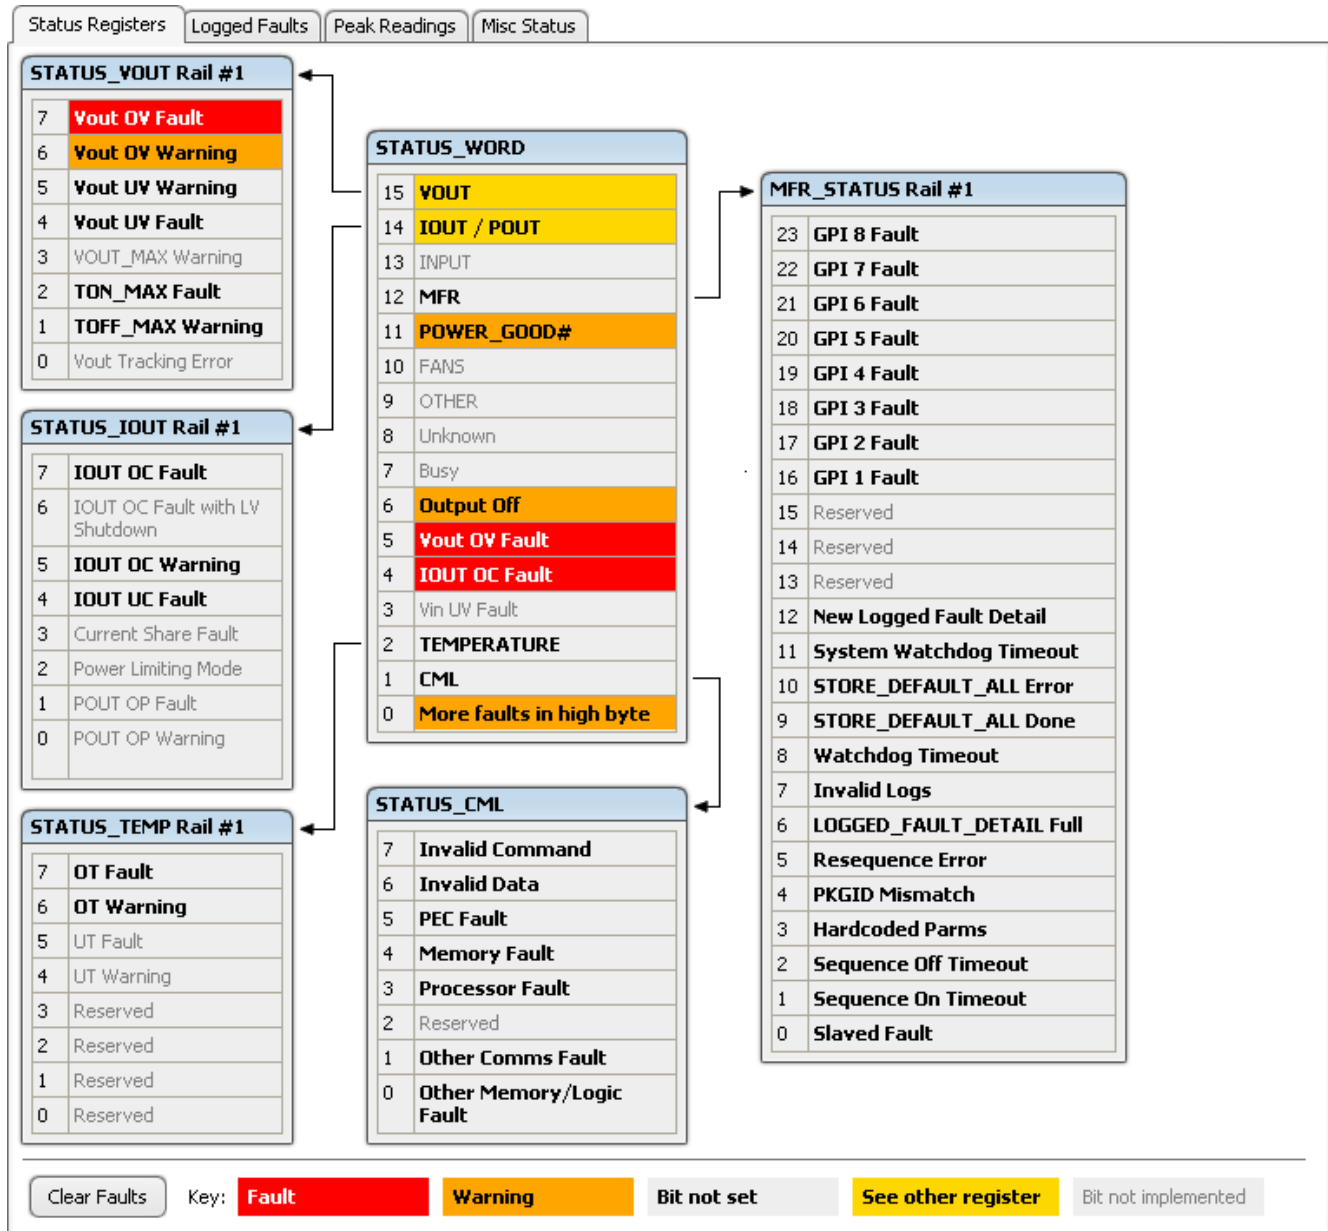 Status Registers Logged Faults Peak Readings Misc Status
STATUS_VOUT Rail #1
7 Vout OV Fault
6 Vout OV Warning
5 Vout UV Warning
4 Vout UV Fault
3 VOUT_MAX Warning
2 TON_MAX Fault
1 TOFF_MAX Warning
0 Vout Tracking Error
STATUS_IOUT Rail #1
7 IOUT OC Fault
6 IOUT OC Fault with LV
Shutdown
5 IOUT OC Warning
4 IOUT UC Fault
3 Current Share Fault
2 Power Limiting Mode
1 POUT OP Fault
0 POUT OP Warning
STATUS_TEMP Rail #1
7 OT Fault
6 OT Warning
5 UT Fault
4 UT Warning
3 Reserved
2 Reserved
1 Reserved
0 Reserved
STATUS_WORD
15 VOUT
14 IOUT / POUT
13 INPUT
12 MFR
11 POWER_GOOD#
10 FANS
9 OTHER
8 Unknown
7 Busy
6 Output Off
5 Vout OV Fault
4 IOUT OC Fault
3 Vin UV Fault
2 TEMPERATURE
1 CML
0 More faults in high byte
STATUS_CML
7 Invalid Command
6 Invalid Data
5 PEC Fault
4 Memory Fault
3 Processor Fault
2 Reserved
1 Other Comms Fault
0 Other Memory/Logic
Fault
MFR_STATUS Rail #1
23 GPI 8 Fault
22 GPI 7 Fault
21 GPI 6 Fault
20 GPI 5 Fault
19 GPI 4 Fault
18 GPI 3 Fault
17 GPI 2 Fault
16 GPI 1 Fault
15 Reserved
14 Reserved
13 Reserved
12 New Logged Fault Detail
11 System Watchdog Timeout
10 STORE_DEFAULT_ALL Error
9 STORE_DEFAULT_ALL Done
8 Watchdog Timeout
7 Invalid Logs
6 LOGGED_FAULT_DETAIL Full
5 Resequence Error
4 PKGID Mismatch
3 Hardcoded Parms
2 Sequence Off Timeout
1 Sequence On Timeout
0 Slaved Fault
Clear Faults Key: Fault Warning Bit not set See other register Bit not implemented